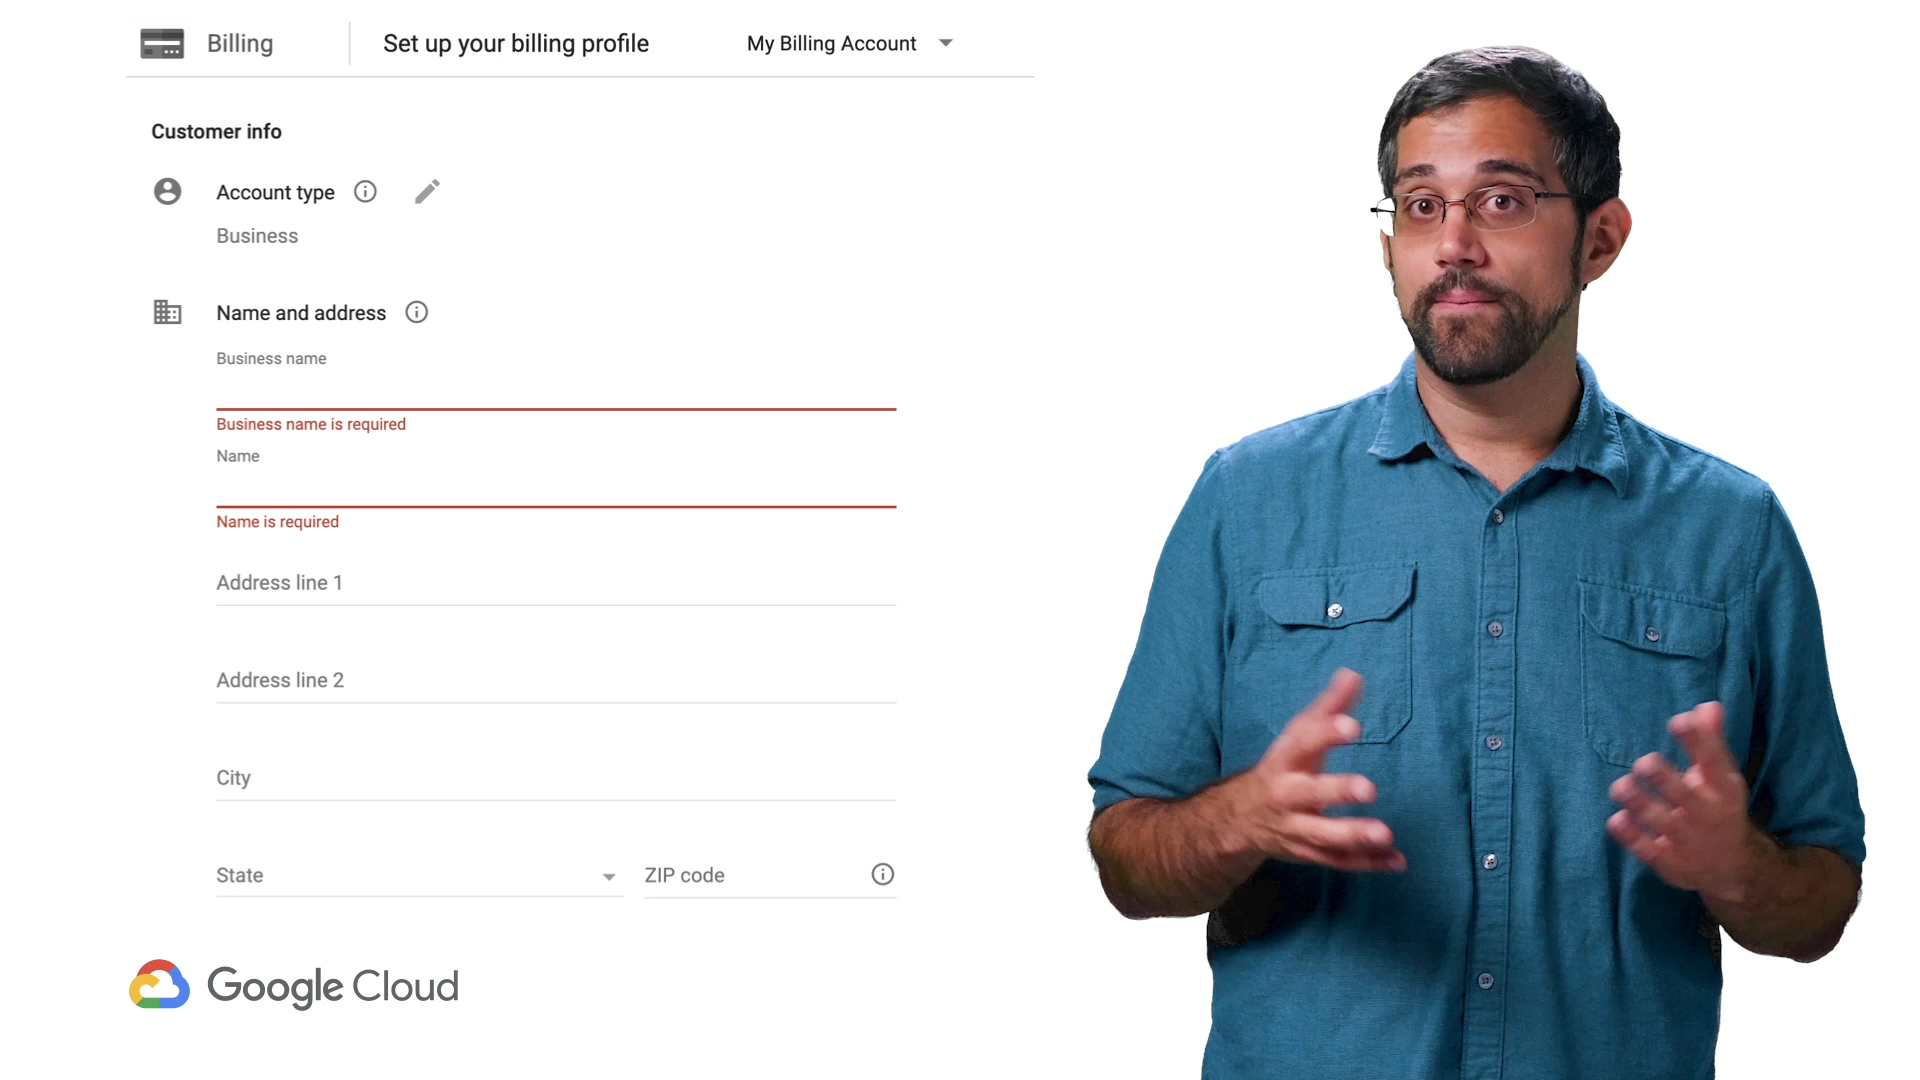 Billing
Set up your billing profile
My Billing Account
Customer info
Account type
Business
Name and address
Business name
Business name is required
Name
Name is required
Address line 1
Address line 2
City
State
ZIP code
Google Cloud